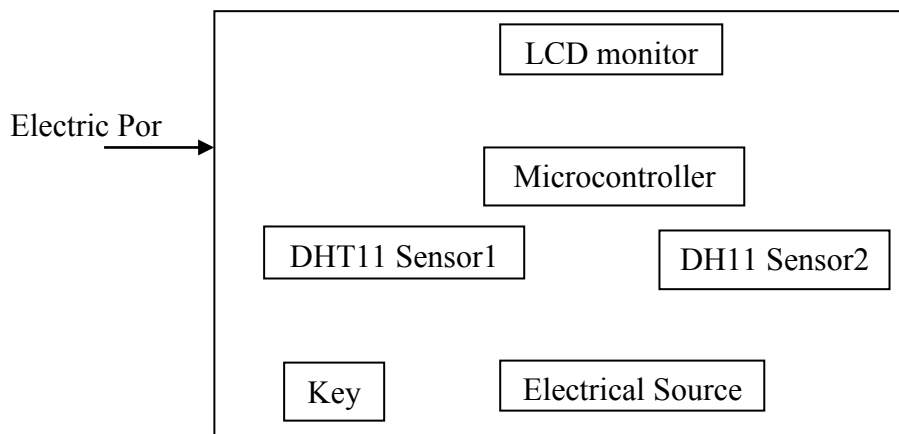 LCD monitor
Electric Por
Microcontroller
DHT11 Sensor1
DH11 Sensor2
Key
Electrical Source